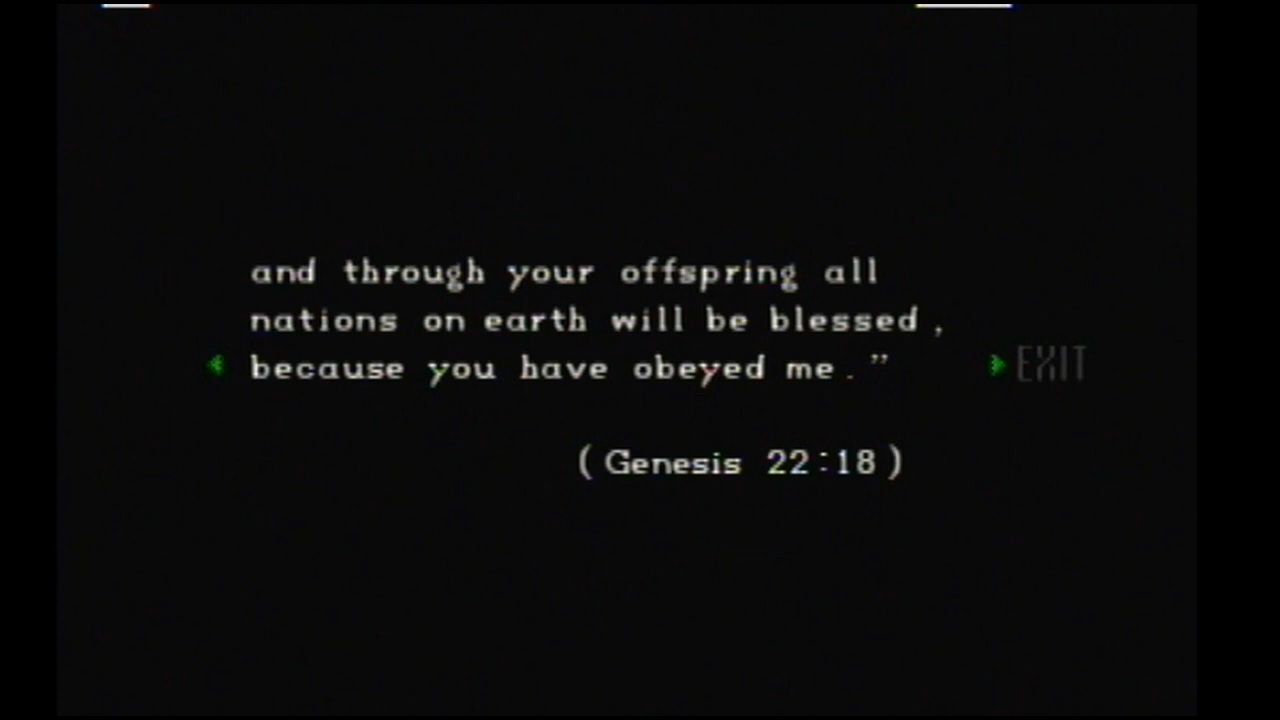 and through your offspring all
nations on earth will be blessed,
because you have obeyed me.”
EXIT
(Genesis 22:18)